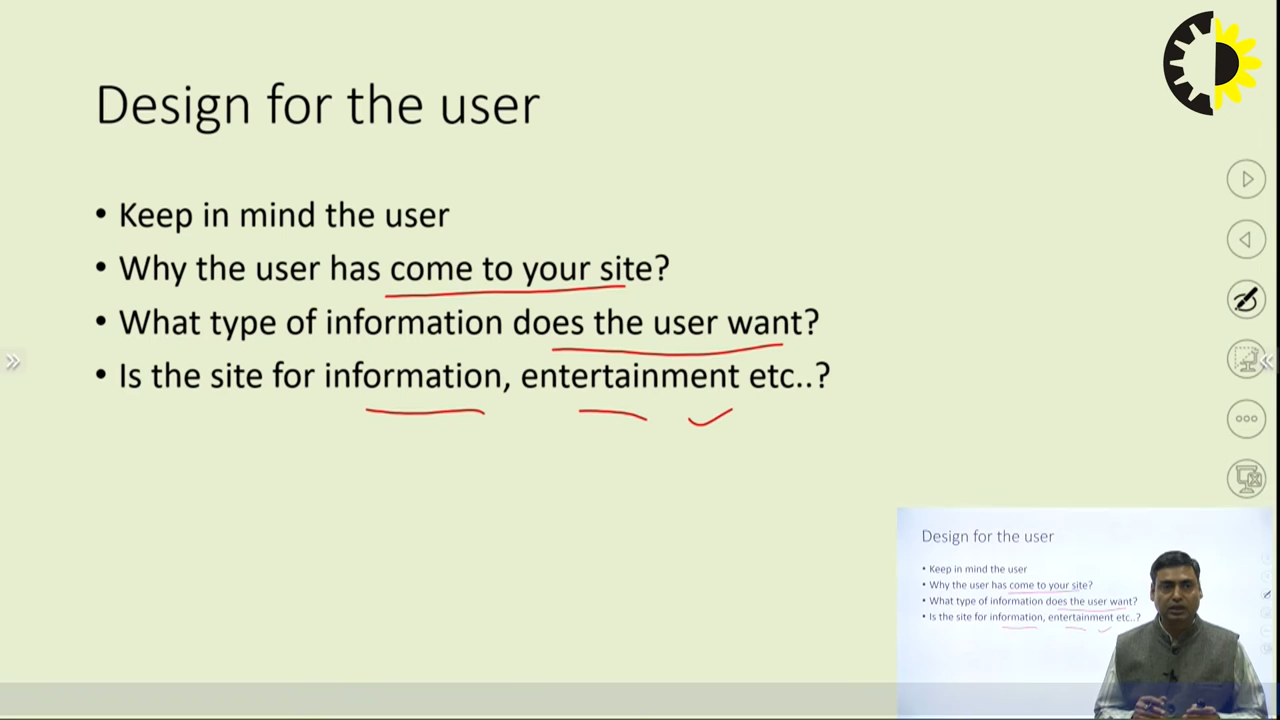 Design for the user
• Keep in mind the user
• Why the user has come to your site?
• What type of information does the user want?
• Is the site for information, entertainment etc..?
Design for the user
• Keep in mind the user
• Why the user has come to your site?
• What type of information does the user want?
• Is the site for information, entertainment etc..?